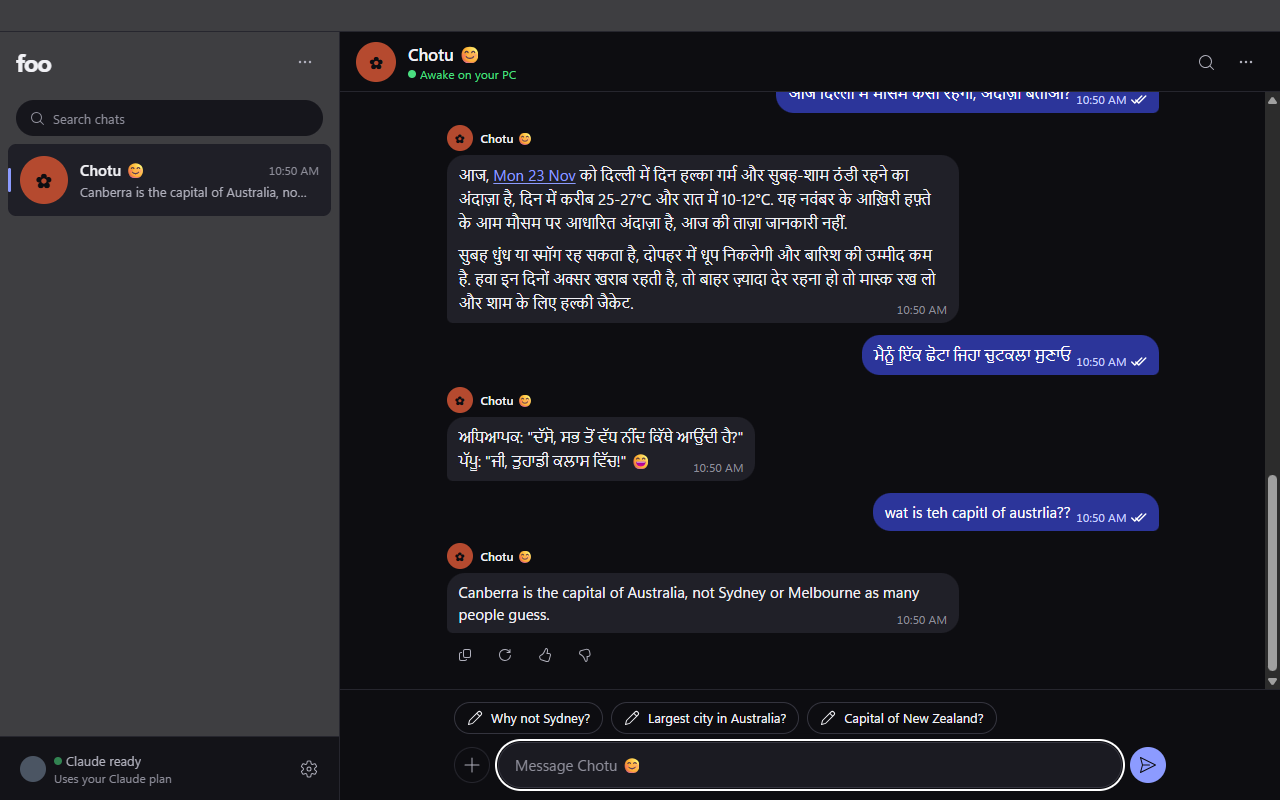 foo
Search chats
Chotu 😊
10:50 AM
Canberra is the capital of Australia, no...
Claude ready
Uses your Claude plan
Chotu 😊
Awake on your PC
आज दिल्ली में मौसम कैसा रहेगा, अंदाज़ा बताओ? 10:50 AM
Chotu 😊
आज, Mon 23 Nov को दिल्ली में दिन हल्का गर्म और सुबह-शाम ठंडी रहने का
अंदाज़ा है, दिन में करीब 25-27°C और रात में 10-12°C. यह नवंबर के आख़िरी हफ़्ते
के आम मौसम पर आधारित अंदाज़ा है, आज की ताज़ा जानकारी नहीं.
सुबह धुंध या स्मॉग रह सकता है, दोपहर में धूप निकलेगी और बारिश की उम्मीद कम
है. हवा इन दिनों अक्सर खराब रहती है, तो बाहर ज़्यादा देर रहना हो तो मास्क रख लो
और शाम के लिए हल्की जैकेट.
10:50 AM
ਮੈਨੂੰ ਇੱਕ ਛੋਟਾ ਜਿਹਾ ਚੁਟਕਲਾ ਸੁਣਾਓ 10:50 AM
Chotu 😊
ਅਧਿਆਪਕ: "ਦੱਸੋ, ਸਭ ਤੋਂ ਵੱਧ ਨੀਂਦ ਕਿੱਥੇ ਆਉਂਦੀ ਹੈ?"
ਪੱਪੂ: "ਜੀ, ਤੁਹਾਡੀ ਕਲਾਸ ਵਿੱਚ!" 😄 10:50 AM
wat is teh capitl of austrlia?? 10:50 AM
Chotu 😊
Canberra is the capital of Australia, not Sydney or Melbourne as many
people guess. 10:50 AM
Why not Sydney?
Largest city in Australia?
Capital of New Zealand?
Message Chotu 😊